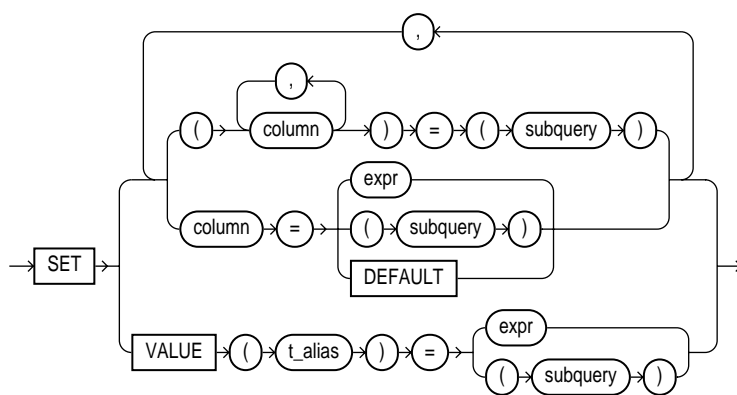 ,
,
( column ) = ( subquery )
expr
column = ( subquery )
SET
DEFAULT
expr
VALUE ( t_alias ) =
( subquery )